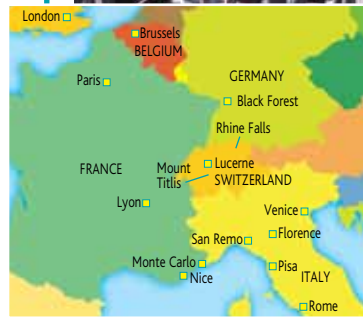 London
Brussels
BELGIUM
Paris
GERMANY
Black Forest
Rhine Falls
FRANCE
Mount
Titlis
Lucerne
SWITZERLAND
Lyon
Venice
San Remo
Florence
Monte Carlo
Nice
Pisa
ITALY
Rome